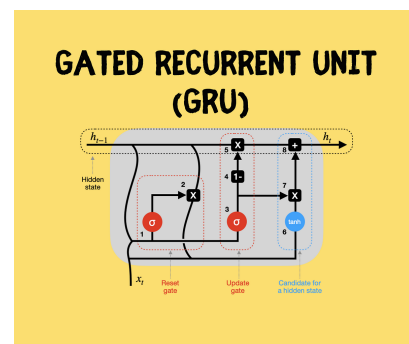 GATED RECURRENT UNIT
(GRU)
h_{t-1}
h_t
5
X
8
+
Hidden
state
4
1-
2
X
7
X
3
σ
σ
tanh
1
6
x_t
Reset
gate
Update
gate
Candidate for
a hidden state